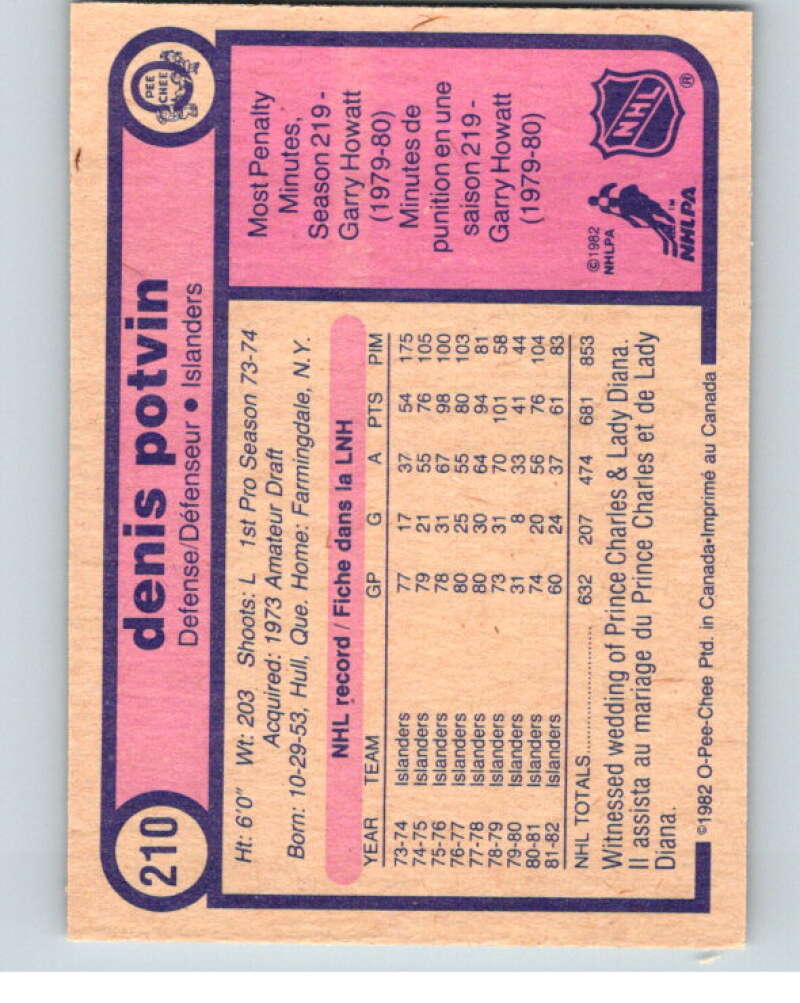 210
denis potvin
Defense/Défenseur • Islanders
O
PEE
CHEE
Ht: 6'0" Wt: 203 Shoots: L 1st Pro Season 73-74
Acquired: 1973 Amateur Draft
Born: 10-29-53, Hull, Que. Home: Farmingdale, N.Y.
NHL record / Fiche dans la LNH
YEAR TEAM GP G A PTS PIM
73-74 Islanders 77 17 37 54 175
74-75 Islanders 79 21 55 76 105
75-76 Islanders 78 31 67 98 100
76-77 Islanders 80 25 55 80 103
77-78 Islanders 80 30 64 94 81
78-79 Islanders 73 31 70 101 58
79-80 Islanders 31 8 33 41 44
80-81 Islanders 74 20 56 76 104
81-82 Islanders 60 24 37 61 83
NHL TOTALS.................... 632 207 474 681 853
Witnessed wedding of Prince Charles & Lady Diana.
Il assista au mariage du Prince Charles et de Lady
Diana.
Most Penalty
Minutes,
Season 219 -
Garry Howatt
(1979-80)
Minutes de
punition en une
saison 219 -
Garry Howatt
(1979-80)
©1982
NHLPA
NHLPA™
NHL®
©1982 O-Pee-Chee Ptd. in Canada•Imprimé au Canada